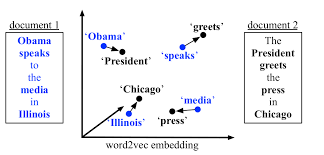 document 1
Obama
speaks
to
the
media
in
Illinois
'Obama'
'President'
'greets'
'speaks'
'Chicago'
'Illinois'
'media'
'press'
word2vec embedding
document 2
The
President
greets
the
press
in
Chicago